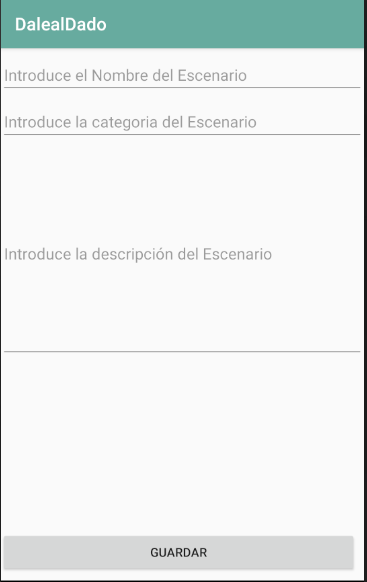 DalealDado
Introduce el Nombre del Escenario
Introduce la categoria del Escenario
Introduce la descripción del Escenario
GUARDAR